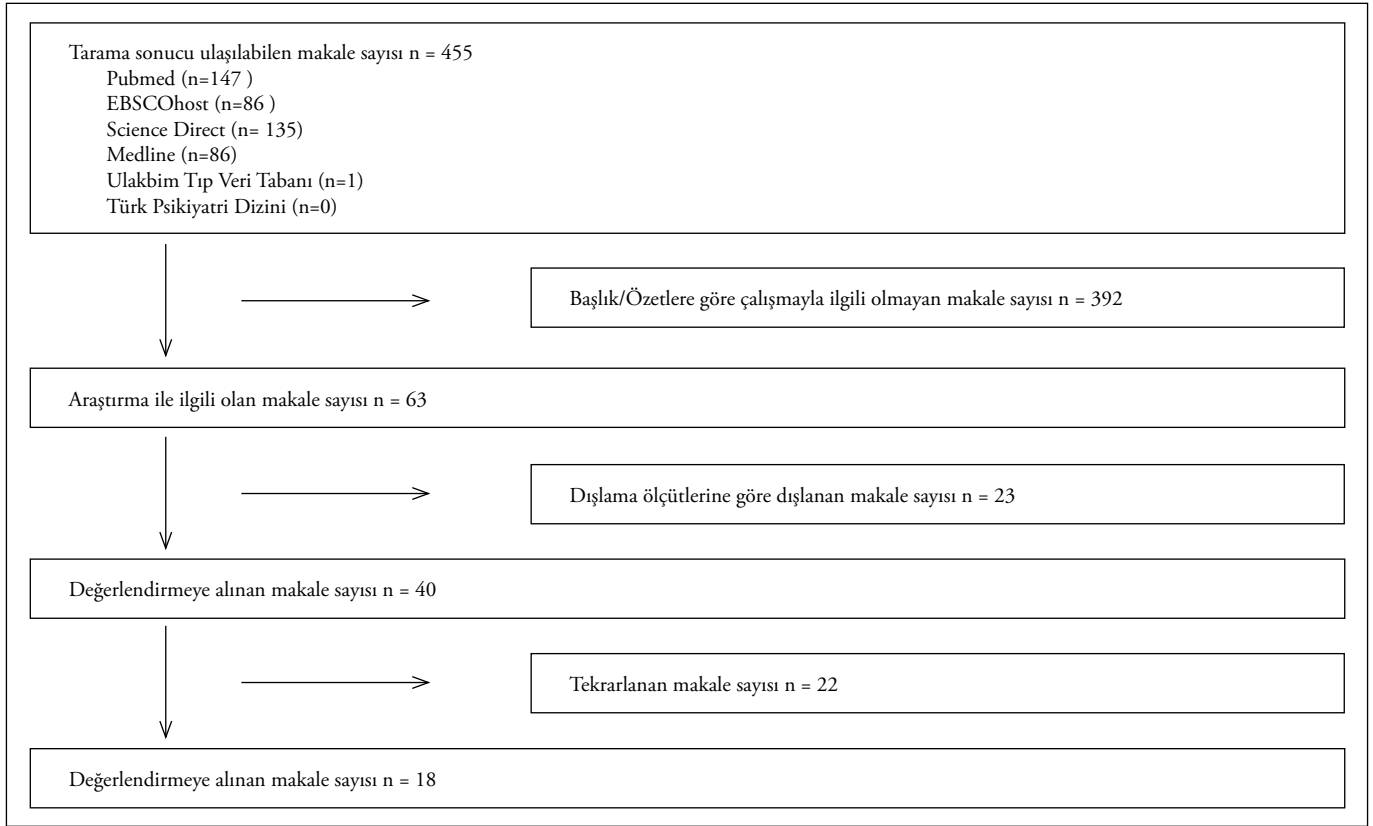 Tarama sonucu ulaşılabilen makale sayısı n = 455
Pubmed (n=147 )
EBSCOhost (n=86 )
Science Direct (n= 135)
Medline (n=86)
Ulakbim Tıp Veri Tabanı (n=1)
Türk Psikiyatri Dizini (n=0)
Başlık/Özetlere göre çalışmayla ilgili olmayan makale sayısı n = 392
Araştırma ile ilgili olan makale sayısı n = 63
Dışlama ölçütlerine göre dışlanan makale sayısı n = 23
Değerlendirmeye alınan makale sayısı n = 40
Tekrarlanan makale sayısı n = 22
Değerlendirmeye alınan makale sayısı n = 18